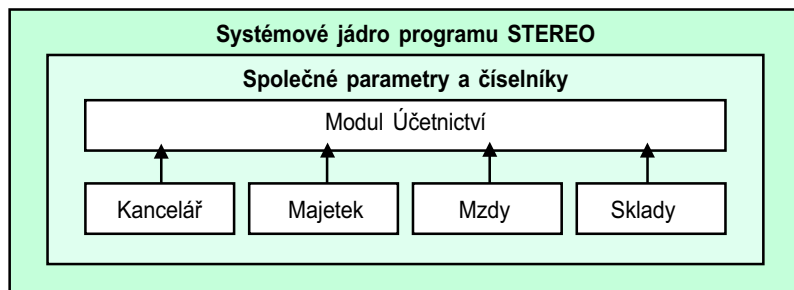 Systémové jádro programu STEREO
Společné parametry a číselníky
Modul Účetnictví
Kancelář
Majetek
Mzdy
Sklady